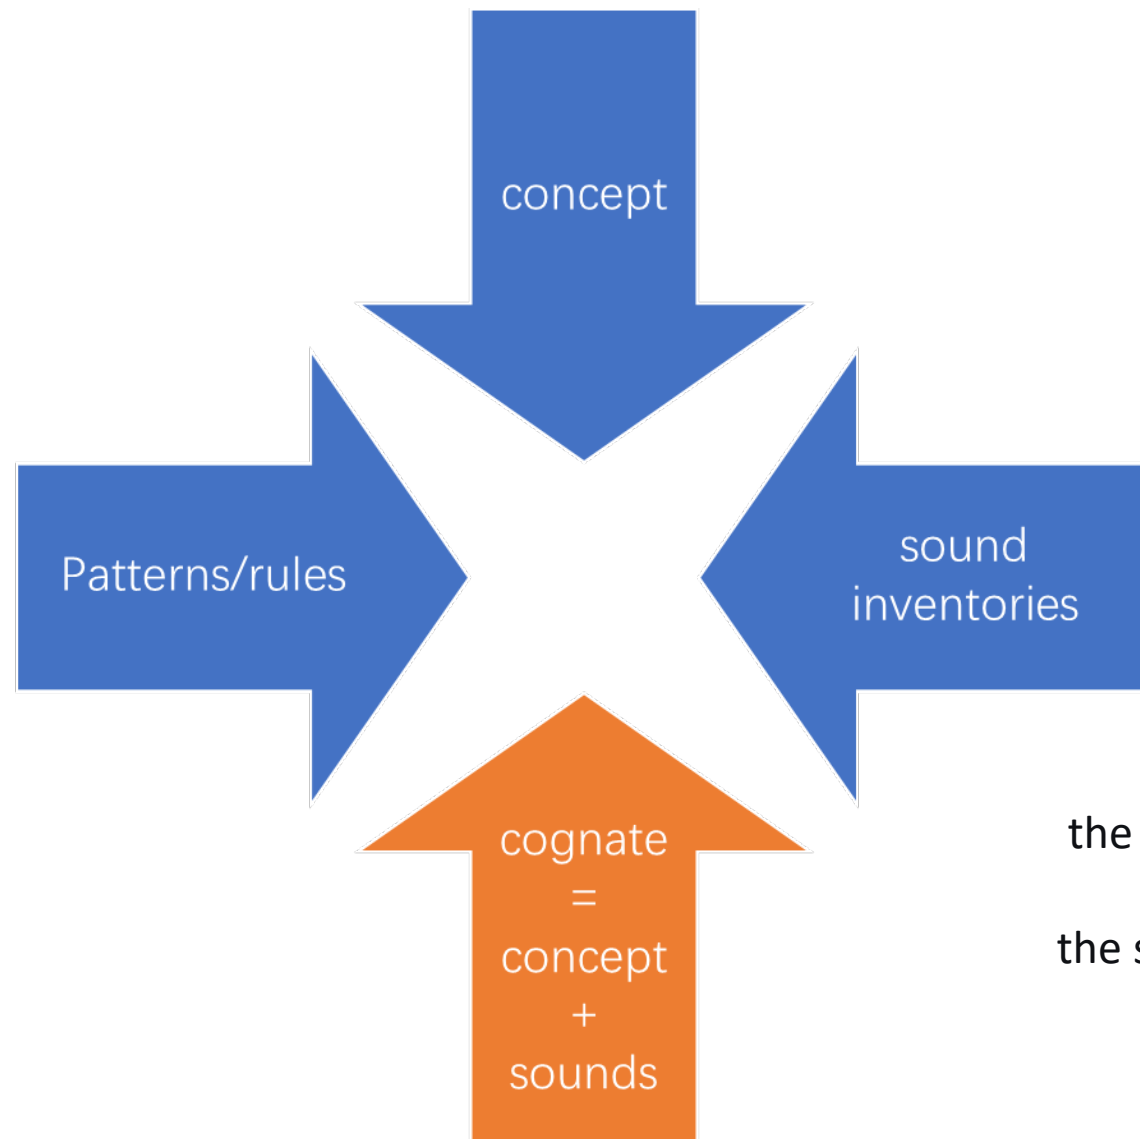 concept
Patterns/rules
sound
inventories
cognate
=
concept
+
sounds
the
the s